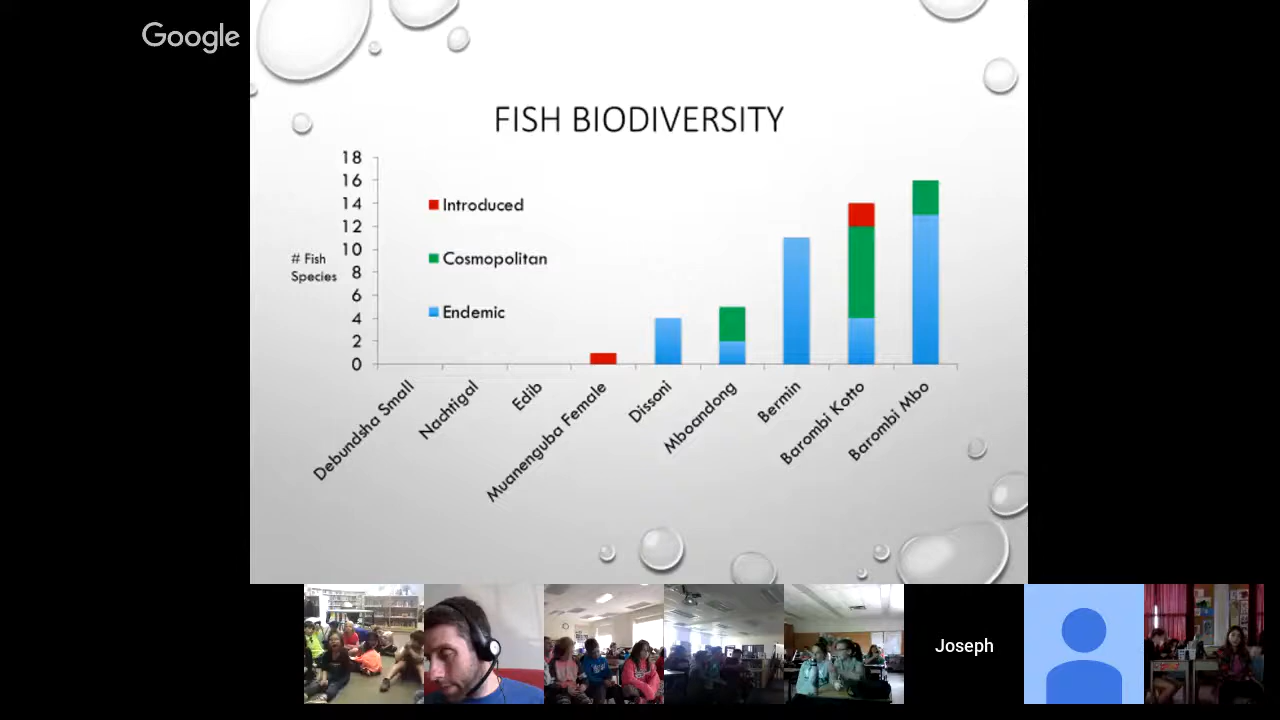 Google
FISH BIODIVERSITY
18
16
14
12
10
8
6
4
2
0
# Fish
Species
Introduced
Cosmopolitan
Endemic
Debundsha Small
Nachtigal
Edib
Muanenguba Female
Dissoni
Mboandong
Bermin
Barombi Kotto
Barombi Mbo
Joseph